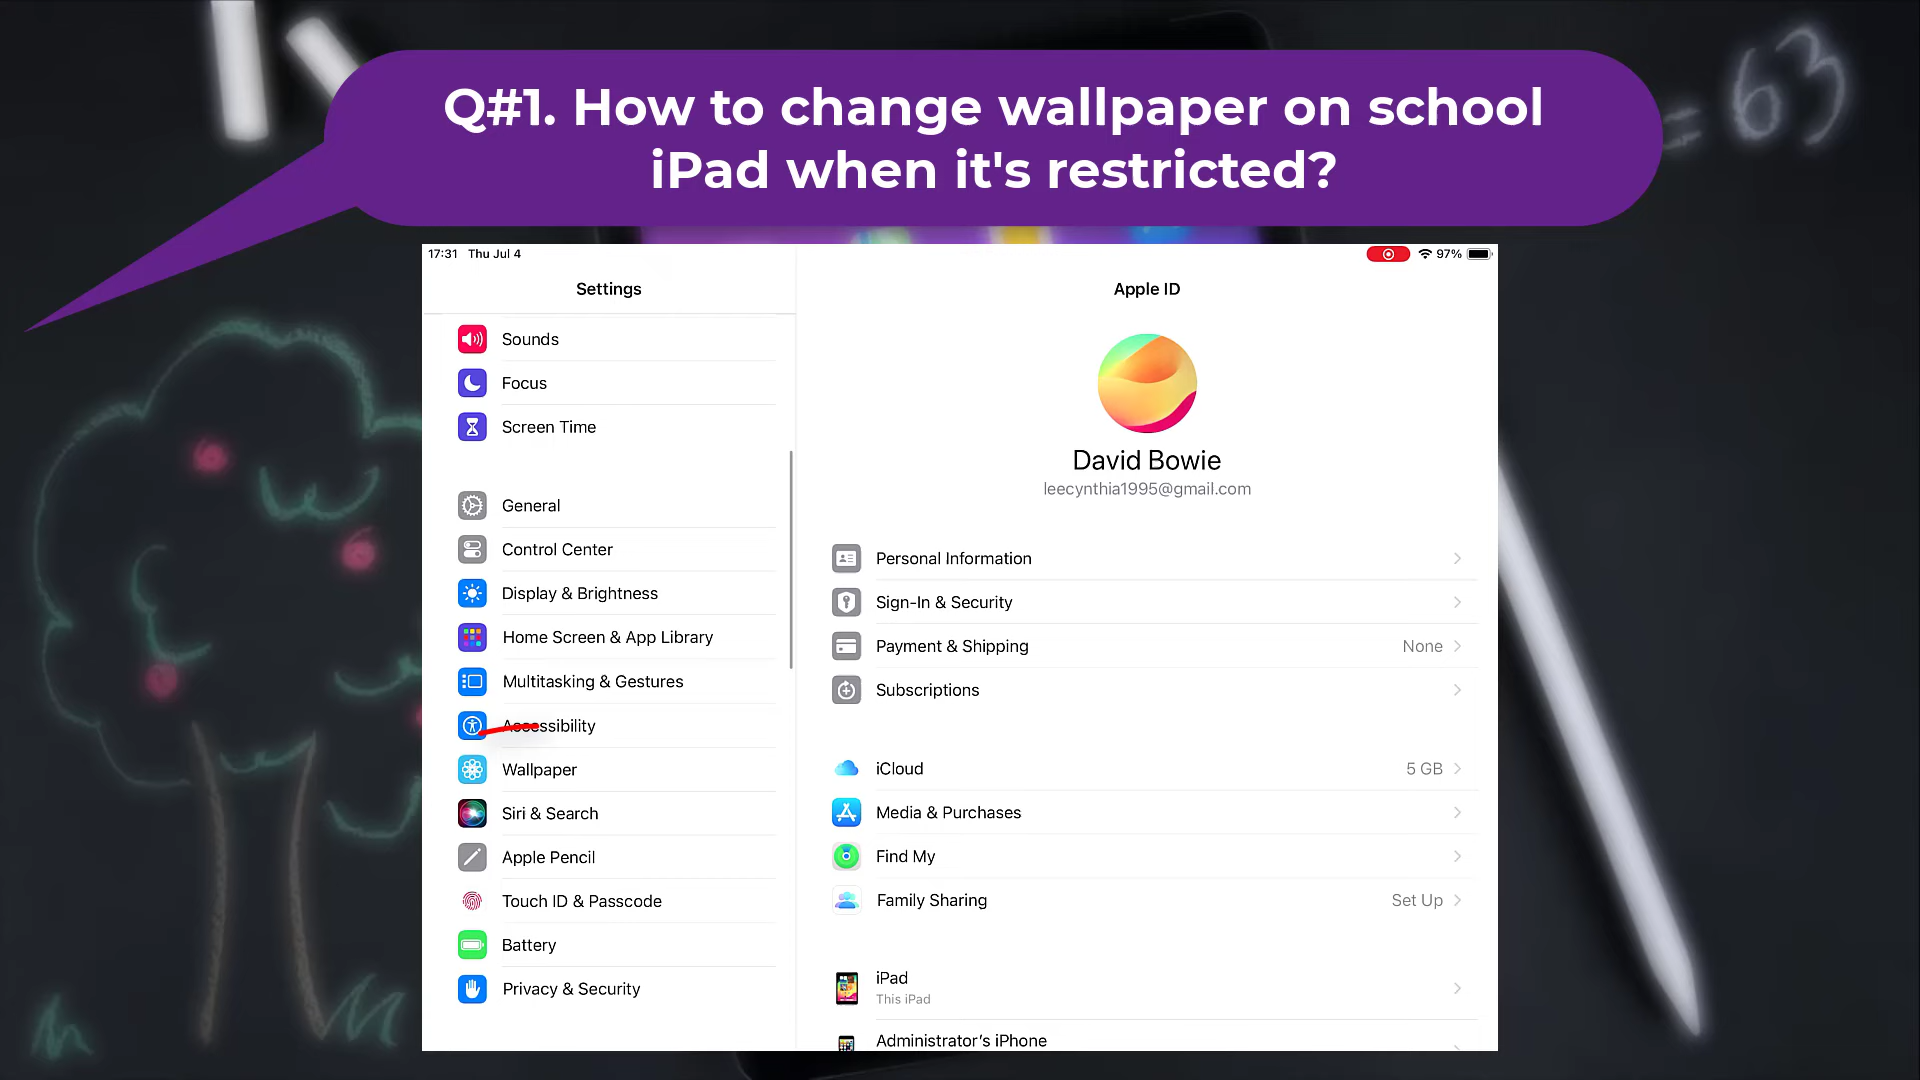 Q#1. How to change wallpaper on school
iPad when it's restricted?
= 63
17:31 Thu Jul 4
97%
Settings
Sounds
Focus
Screen Time
General
Control Center
Display & Brightness
Home Screen & App Library
Multitasking & Gestures
Accessibility
Wallpaper
Siri & Search
Apple Pencil
Touch ID & Passcode
Battery
Privacy & Security
Apple ID
David Bowie
leecynthia1995@gmail.com
Personal Information
Sign-In & Security
Payment & Shipping None
Subscriptions
iCloud 5 GB
Media & Purchases
Find My
Family Sharing Set Up
iPad
This iPad
Administrator’s iPhone